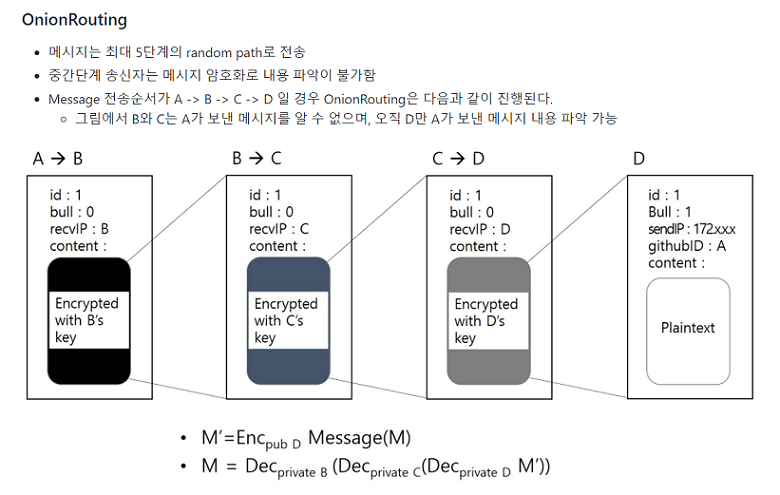 OnionRouting
• 메시지는 최대 5단계의 random path로 전송
• 중간단계 송신자는 메시지 암호화로 내용 파악이 불가함
• Message 전송순서가 A -> B -> C -> D 일 경우 OnionRouting은 다음과 같이 진행된다.
○ 그림에서 B와 C는 A가 보낸 메시지를 알 수 없으며, 오직 D만 A가 보낸 메시지 내용 파악 가능
A → B
id : 1
bull : 0
recvIP : B
content :
Encrypted
with B's
key
B → C
id : 1
bull : 0
recvIP : C
content :
Encrypted
with C's
key
C → D
id : 1
bull : 0
recvIP : D
content :
Encrypted
with D's
key
D
id : 1
Bull : 1
sendIP : 172.xxx
githubID : A
content :
Plaintext
• M'=Enc pub D Message(M)
• M = Dec private B (Dec private C(Dec private D M'))